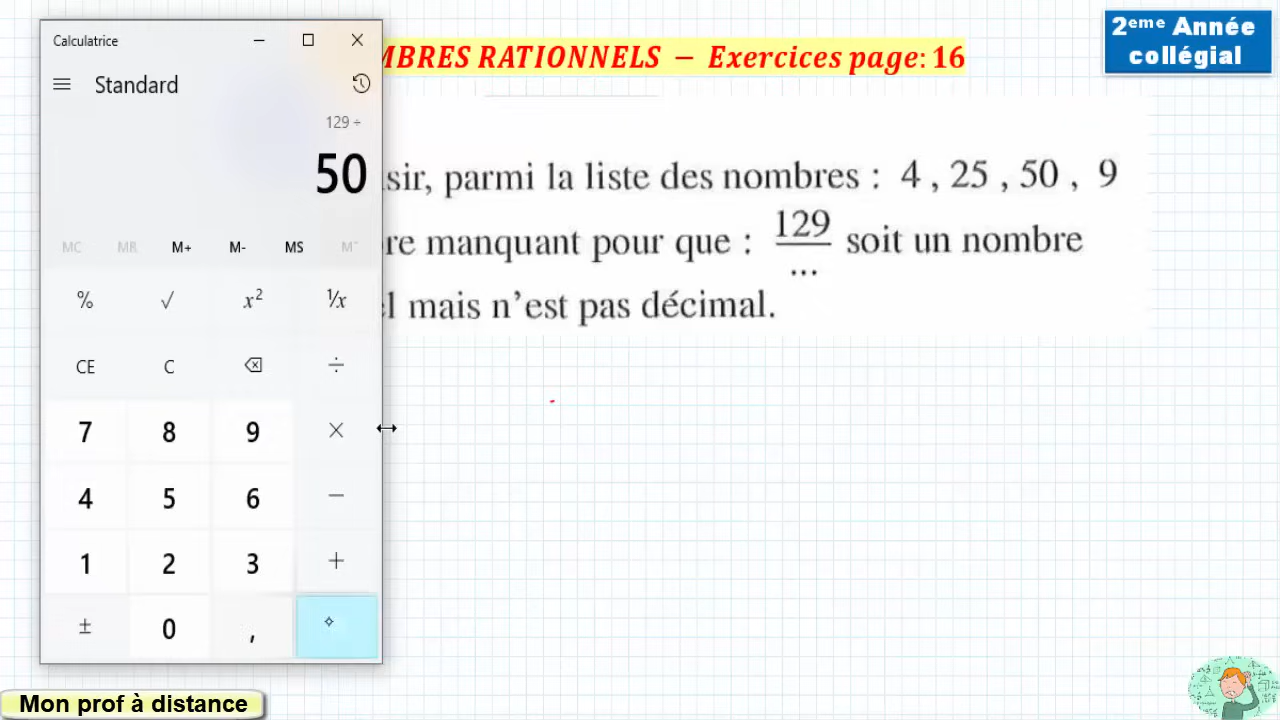 Calculatrice
Standard
129 ÷
50
MC MR M+ M- MS M˅
% √ x² ¹/x
CE C ÷
7 8 9 ×
4 5 6 −
1 2 3 +
± 0 ,
MBRES RATIONNELS − Exercices page: 16
2eme Année
collégial
sir, parmi la liste des nombres : 4 , 25 , 50 , 9
re manquant pour que : 129/... soit un nombre
l mais n'est pas décimal.
Mon prof à distance